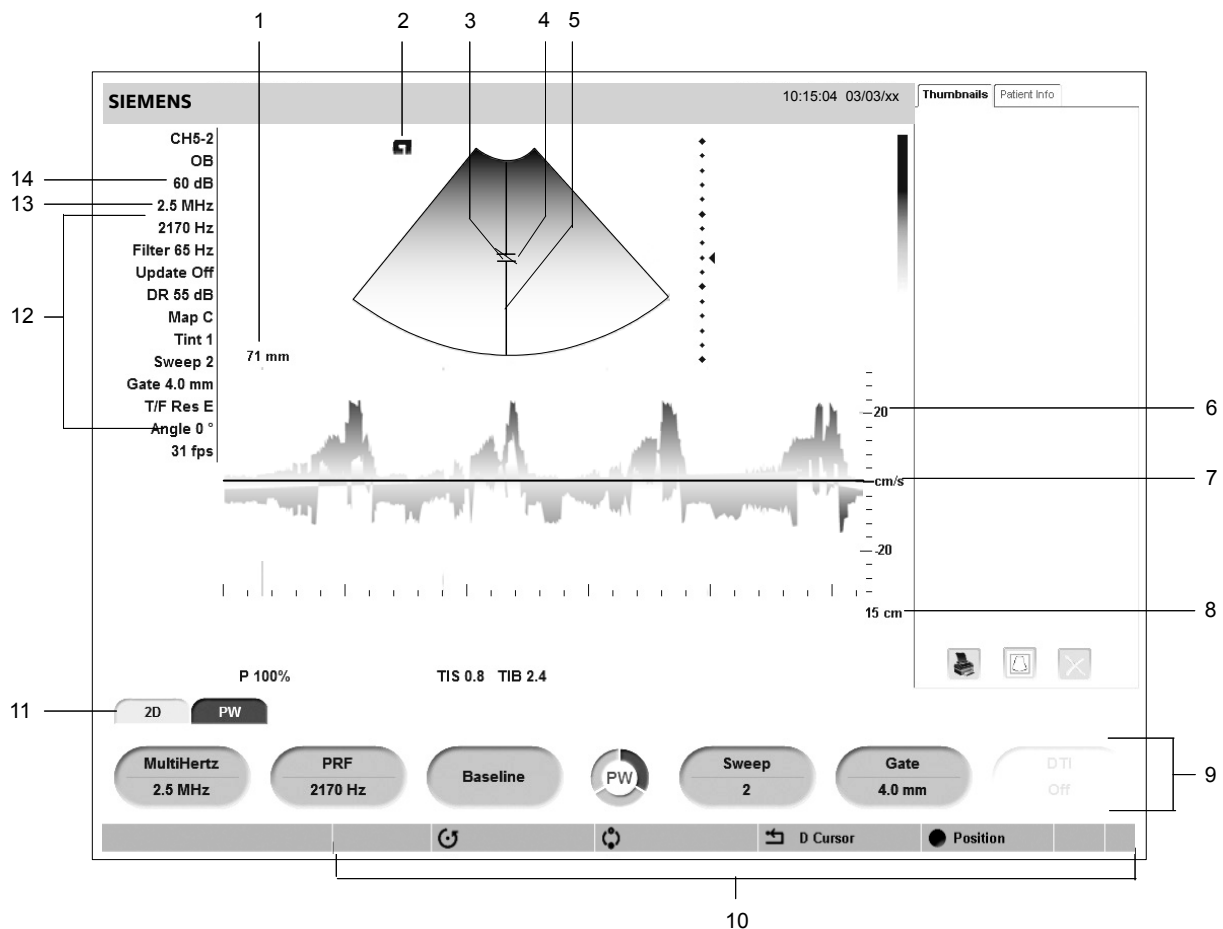 1 2 3 4 5
SIEMENS 10:15:04 03/03/xx Thumbnails Patient Info
CH5-2
OB
14 60 dB
13 2.5 MHz
2170 Hz
Filter 65 Hz
Update Off
DR 55 dB
12 Map C
Tint 1
Sweep 2 71 mm
Gate 4.0 mm
T/F Res E
20 6
Angle 0 °
31 fps
cm/s 7
-20
15 cm 8
P 100% TIS 0.8 TIB 2.4
11 2D PW
MultiHertz PRF Baseline PW Sweep Gate DTI
2.5 MHz 2170 Hz 2 4.0 mm Off 9
D Cursor Position
10